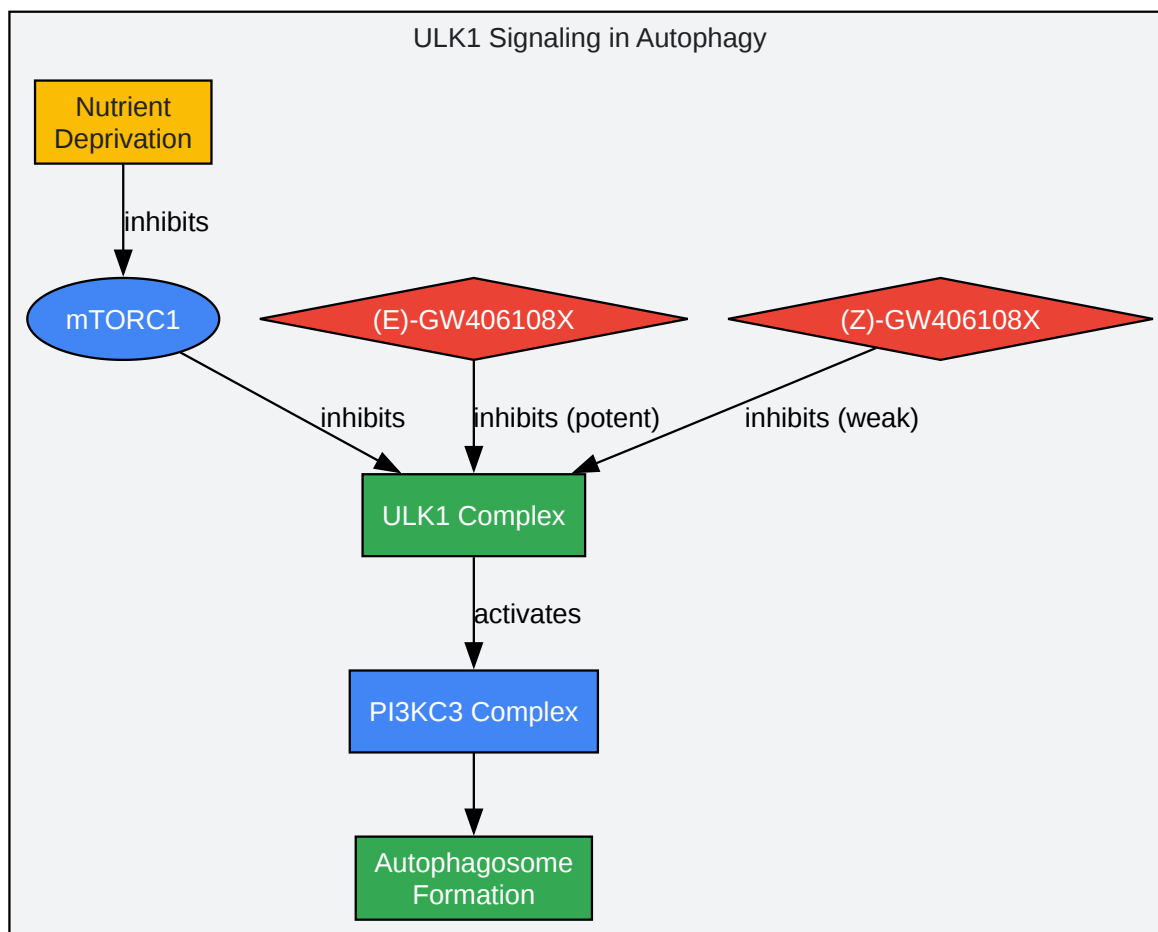 ULK1 Signaling in Autophagy
Nutrient
Deprivation
inhibits
mTORC1
(E)-GW406108X
(Z)-GW406108X
inhibits
inhibits (potent)
inhibits (weak)
ULK1 Complex
activates
PI3KC3 Complex
Autophagosome
Formation